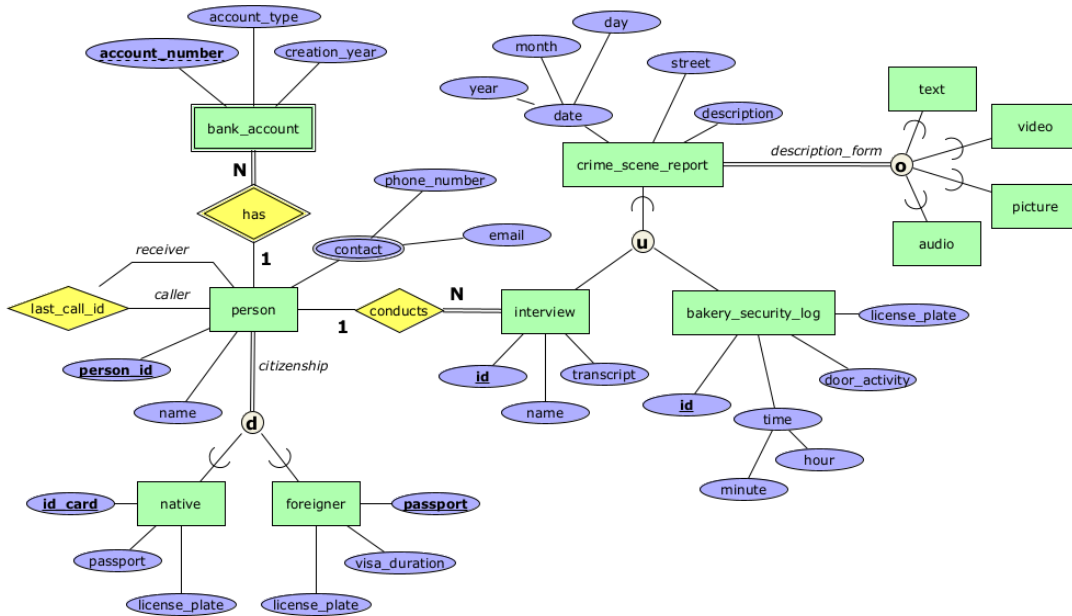 account_type
account_number
creation_year
bank_account
N
has
1
receiver
caller
last_call_id
person
phone_number
contact
email
1
conducts
N
interview
id
name
transcript
person_id
name
citizenship
d
native
id_card
passport
license_plate
foreigner
passport
visa_duration
license_plate
day
month
year
date
street
description
crime_scene_report
description_form
o
text
video
picture
audio
u
bakery_security_log
license_plate
door_activity
id
time
hour
minute